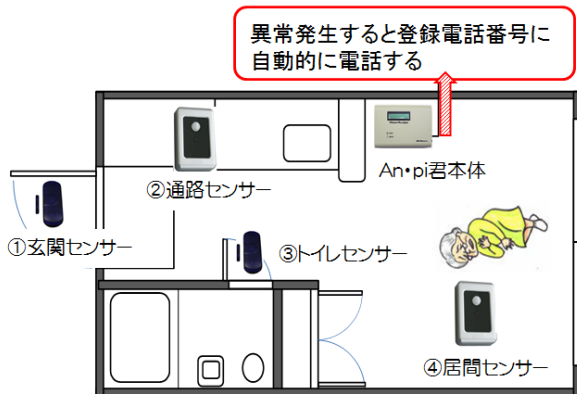 異常発生すると登録電話番号に
自動的に電話する
An・pi君本体
②通路センサー
①玄関センサー
③トイレセンサー
④居間センサー